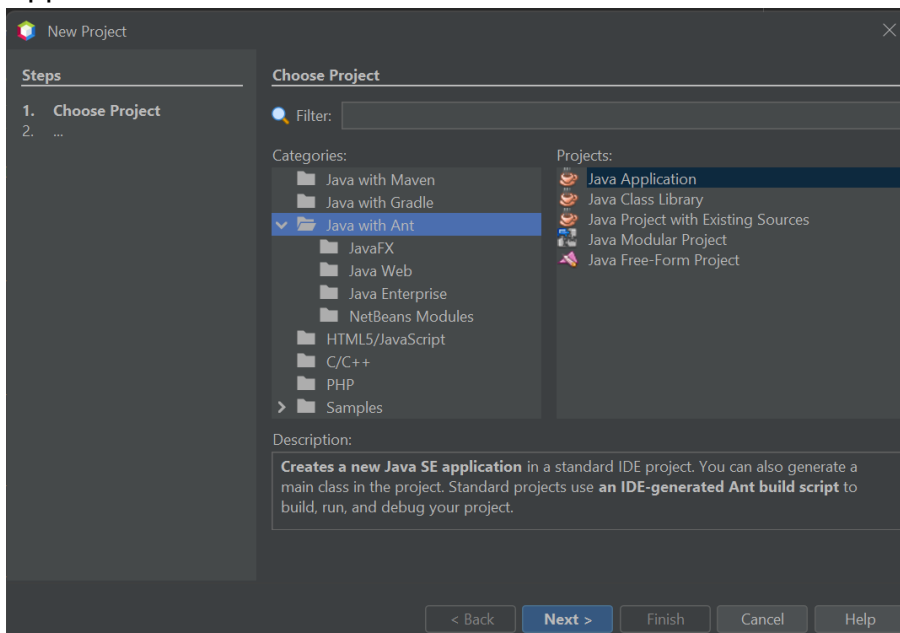 New Project
Steps
1. Choose Project
2. ...
Choose Project
Filter:
Categories:
Java with Maven
Java with Gradle
Java with Ant
JavaFX
Java Web
Java Enterprise
NetBeans Modules
HTML5/JavaScript
C/C++
PHP
Samples
Projects:
Java Application
Java Class Library
Java Project with Existing Sources
Java Modular Project
Java Free-Form Project
Description:
Creates a new Java SE application in a standard IDE project. You can also generate a
main class in the project. Standard projects use an IDE-generated Ant build script to
build, run, and debug your project.
< Back
Next >
Finish
Cancel
Help